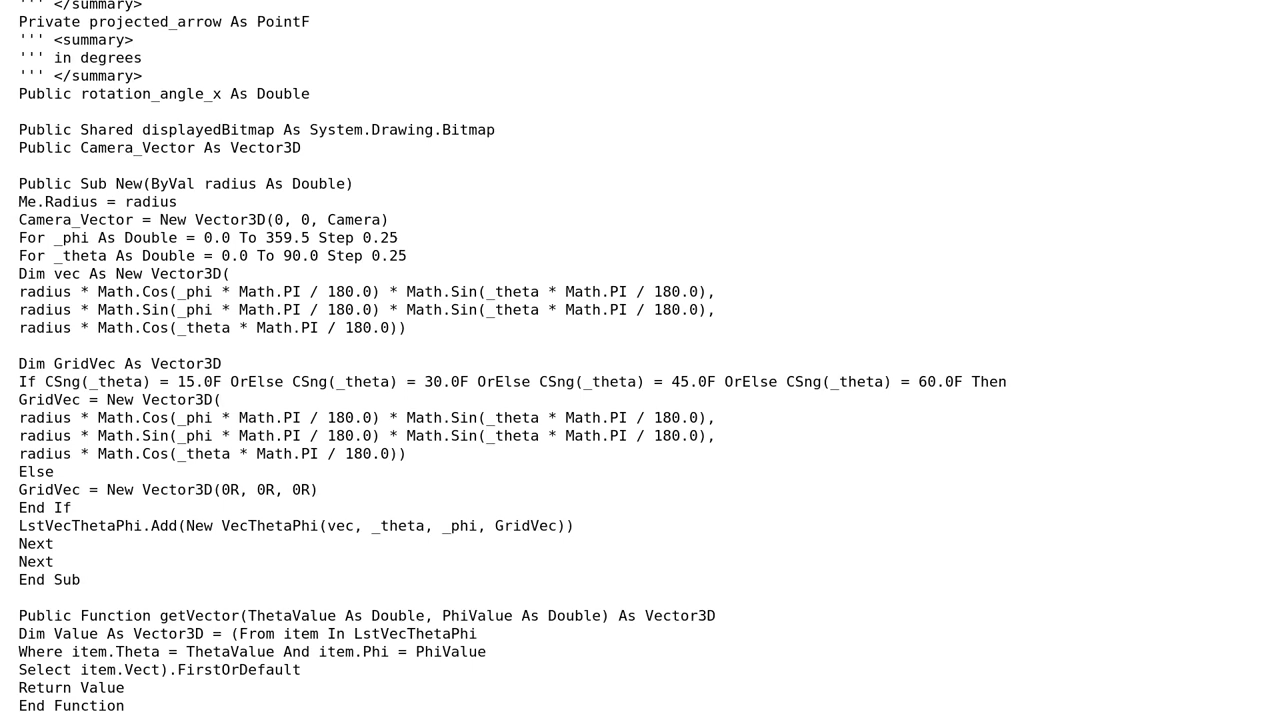 ''' </summary>
Private projected_arrow As PointF
''' <summary>
''' in degrees
''' </summary>
Public rotation_angle_x As Double
Public Shared displayedBitmap As System.Drawing.Bitmap
Public Camera_Vector As Vector3D
Public Sub New(ByVal radius As Double)
Me.Radius = radius
Camera_Vector = New Vector3D(0, 0, Camera)
For _phi As Double = 0.0 To 359.5 Step 0.25
For _theta As Double = 0.0 To 90.0 Step 0.25
Dim vec As New Vector3D(
radius * Math.Cos(_phi * Math.PI / 180.0) * Math.Sin(_theta * Math.PI / 180.0),
radius * Math.Sin(_phi * Math.PI / 180.0) * Math.Sin(_theta * Math.PI / 180.0),
radius * Math.Cos(_theta * Math.PI / 180.0))
Dim GridVec As Vector3D
If CSng(_theta) = 15.0F OrElse CSng(_theta) = 30.0F OrElse CSng(_theta) = 45.0F OrElse CSng(_theta) = 60.0F Then
GridVec = New Vector3D(
radius * Math.Cos(_phi * Math.PI / 180.0) * Math.Sin(_theta * Math.PI / 180.0),
radius * Math.Sin(_phi * Math.PI / 180.0) * Math.Sin(_theta * Math.PI / 180.0),
radius * Math.Cos(_theta * Math.PI / 180.0))
Else
GridVec = New Vector3D(0R, 0R, 0R)
End If
LstVecThetaPhi.Add(New VecThetaPhi(vec, _theta, _phi, GridVec))
Next
Next
End Sub
Public Function getVector(ThetaValue As Double, PhiValue As Double) As Vector3D
Dim Value As Vector3D = (From item In LstVecThetaPhi
Where item.Theta = ThetaValue And item.Phi = PhiValue
Select item.Vect).FirstOrDefault
Return Value
End Function